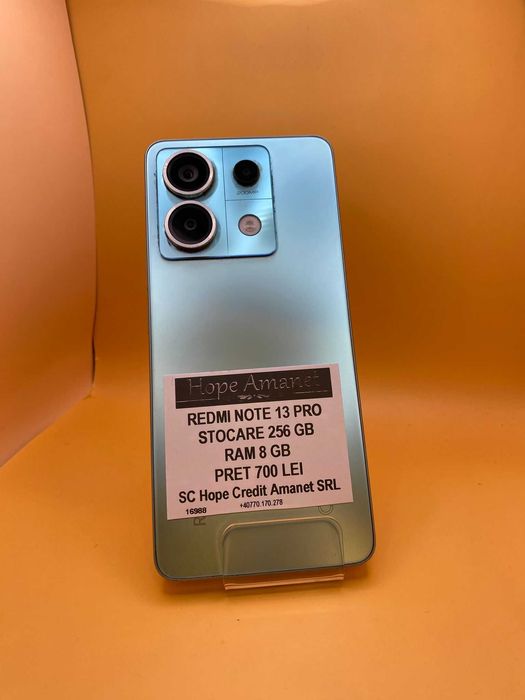 200MP
Hope Amanet
REDMI NOTE 13 PRO
STOCARE 256 GB
RAM 8 GB
PRET 700 LEI
SC Hope Credit Amanet SRL
16988
+40770.170.278
R